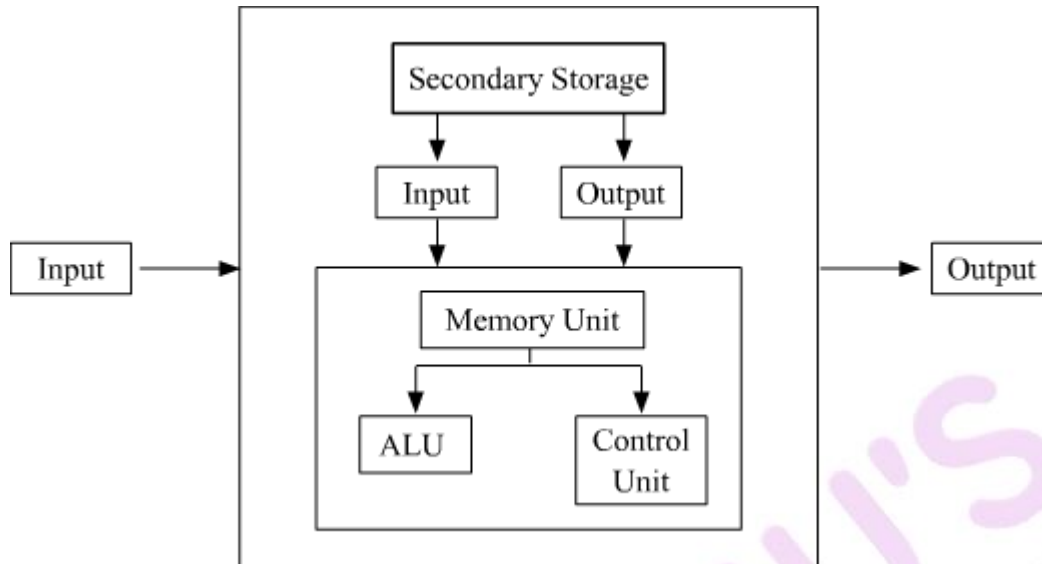 Secondary Storage
Input
Output
Input
Output
Memory Unit
ALU
Control
Unit